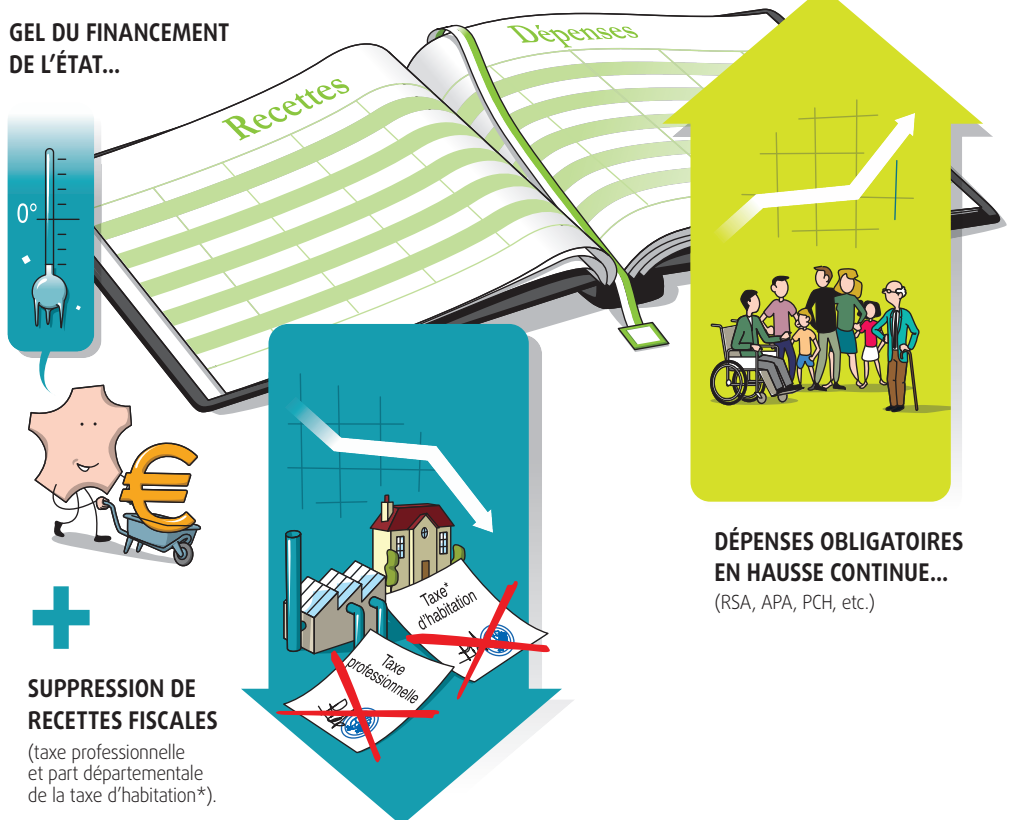 GEL DU FINANCEMENT
DE L’ÉTAT...
Recettes
Dépenses
0°
€
+
SUPPRESSION DE
RECETTES FISCALES
(taxe professionnelle
et part départementale
de la taxe d’habitation*).
Taxe*
d’habitation
Taxe
professionnelle
DÉPENSES OBLIGATOIRES
EN HAUSSE CONTINUE...
(RSA, APA, PCH, etc.)